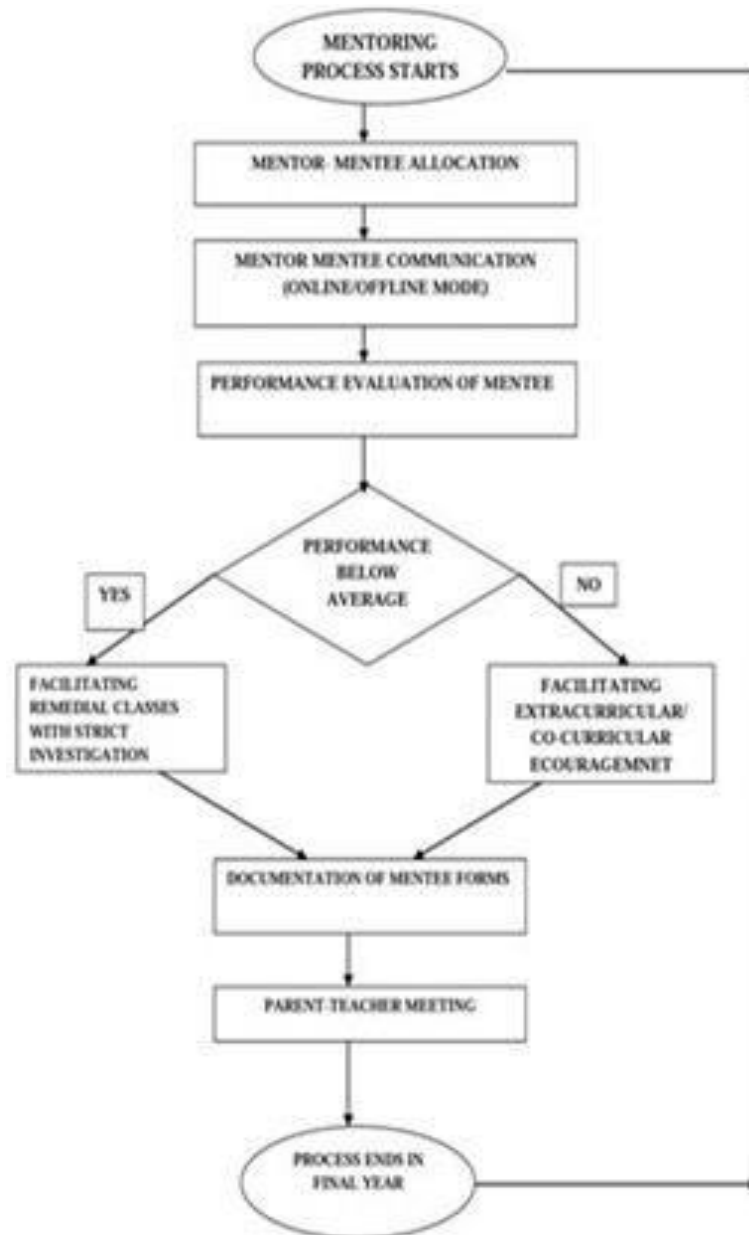 MENTORING
PROCESS STARTS
MENTOR- MENTEE ALLOCATION
MENTOR MENTEE COMMUNICATION
(ONLINE/OFFLINE MODE)
PERFORMANCE EVALUATION OF MENTEE
PERFORMANCE
BELOW
AVERAGE
YES
NO
FACILITATING
REMEDIAL CLASSES
WITH STRICT
INVESTIGATION
FACILITATING
EXTRACURRICULAR/
CO-CURRICULAR
ECOURAGEMNET
DOCUMENTATION OF MENTEE FORMS
PARENT-TEACHER MEETING
PROCESS ENDS IN
FINAL YEAR